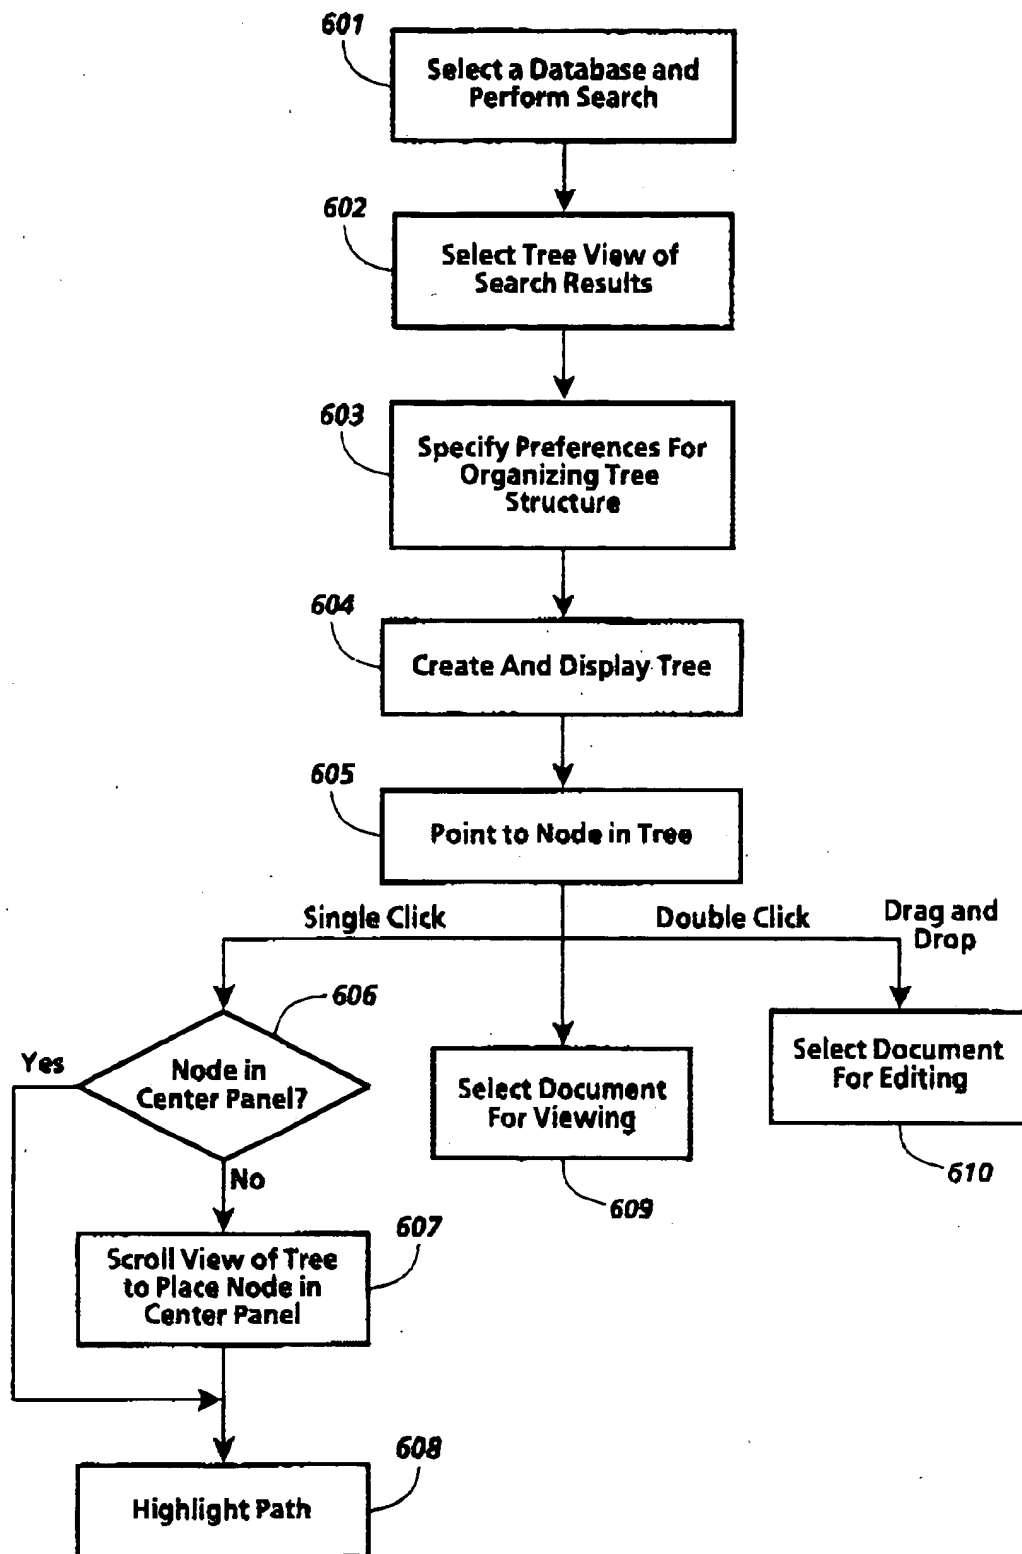 601
Select a Database and
Perform Search
602
Select Tree View of
Search Results
603
Specify Preferences For
Organizing Tree
Structure
604
Create And Display Tree
605
Point to Node in Tree
Single Click
Double Click
Drag and
Drop
606
Yes
Node in
Center Panel?
No
Select Document
For Viewing
609
Select Document
For Editing
610
607
Scroll View of Tree
to Place Node in
Center Panel
608
Highlight Path